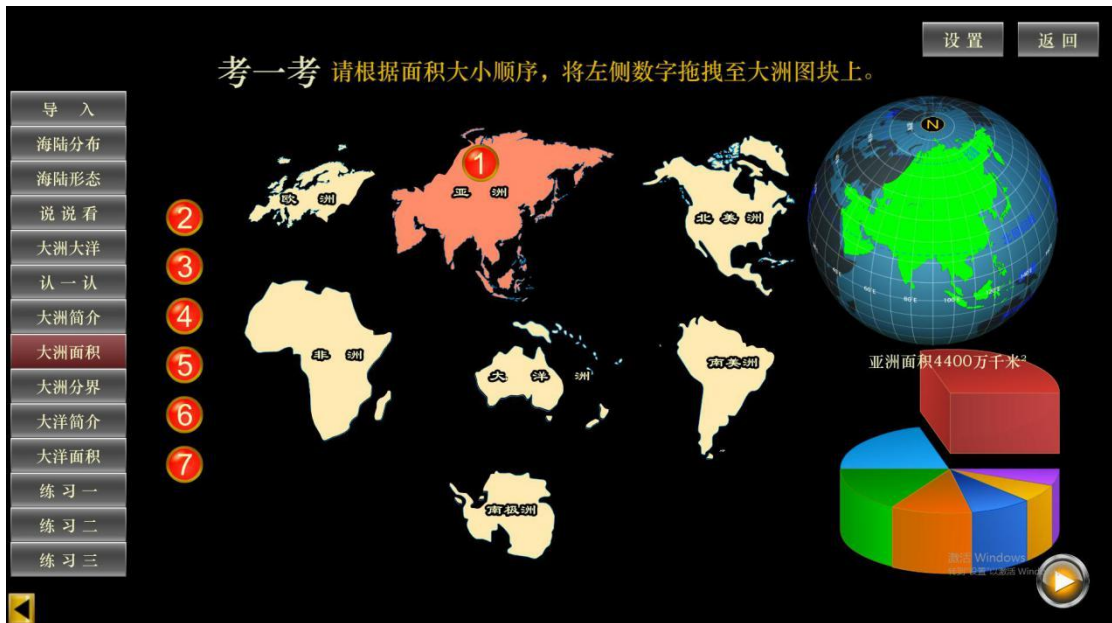 设 置
返 回
考一考 请根据面积大小顺序，将左侧数字拖拽至大洲图块上。
导 入
海陆分布
海陆形态
说 说 看
大洲大洋
认 一 认
大洲简介
大洲面积
大洲分界
大洋简介
大洋面积
练 习 一
练 习 二
练 习 三
1
2
3
4
5
6
7
欧 洲
亚 洲
北 美 洲
非 洲
大 洋 洲
南美洲
南极洲
N
亚洲面积4400万千米²
激活 Windows